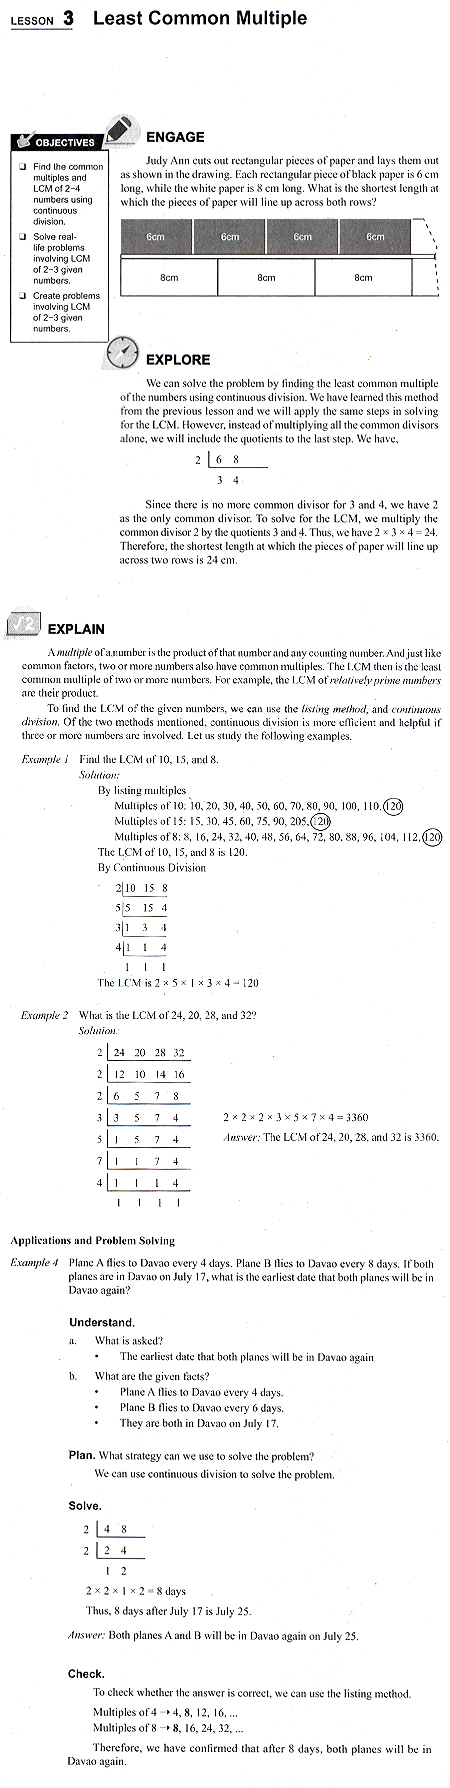 LESSON 3 Least Common Multiple
OBJECTIVES
❑ Find the common
multiples and
LCM of 2–4
numbers using
continuous
division.
❑ Solve real-
life problems
involving LCM
of 2–3 given
numbers.
❑ Create problems
involving LCM
of 2–3 given
numbers.
ENGAGE
Judy Ann cuts out rectangular pieces of paper and lays them out
as shown in the drawing. Each rectangular piece of black paper is 6 cm
long, while the white paper is 8 cm long. What is the shortest length at
which the pieces of paper will line up across both rows?
6cm 6cm 6cm 6cm
8cm 8cm 8cm
EXPLORE
We can solve the problem by finding the least common multiple
of the numbers using continuous division. We have learned this method
from the previous lesson and we will apply the same steps in solving
for the LCM. However, instead of multiplying all the common divisors
alone, we will include the quotients to the last step. We have,
2 | 6 8
3 4
Since there is no more common divisor for 3 and 4, we have 2
as the only common divisor. To solve for the LCM, we multiply the
common divisor 2 by the quotients 3 and 4. Thus, we have 2 × 3 × 4 = 24.
Therefore, the shortest length at which the pieces of paper will line up
across two rows is 24 cm.
√2 EXPLAIN
A multiple of a number is the product of that number and any counting number. And just like
common factors, two or more numbers also have common multiples. The LCM then is the least
common multiple of two or more numbers. For example, the LCM of relatively prime numbers
are their product.
To find the LCM of the given numbers, we can use the listing method, and continuous
division. Of the two methods mentioned, continuous division is more efficient and helpful if
three or more numbers are involved. Let us study the following examples.
Example 1 Find the LCM of 10, 15, and 8.
Solution:
By listing multiples
Multiples of 10: 10, 20, 30, 40, 50, 60, 70, 80, 90, 100, 110, 120
Multiples of 15: 15, 30, 45, 60, 75, 90, 205, 120
Multiples of 8: 8, 16, 24, 32, 40, 48, 56, 64, 72, 80, 88, 96, 104, 112, 120
The LCM of 10, 15, and 8 is 120.
By Continuous Division
2 | 10 15 8
5 | 5 15 4
3 | 1 3 4
4 | 1 1 4
1 1 1
The LCM is 2 × 5 × 1 × 3 × 4 = 120
Example 2 What is the LCM of 24, 20, 28, and 32?
Solution:
2 | 24 20 28 32
2 | 12 10 14 16
2 | 6 5 7 8
3 | 3 5 7 4 2 × 2 × 2 × 3 × 5 × 7 × 4 = 3360
5 | 1 5 7 4 Answer: The LCM of 24, 20, 28, and 32 is 3360.
7 | 1 1 7 4
4 | 1 1 1 4
1 1 1 1
Applications and Problem Solving
Example 4 Plane A flies to Davao every 4 days. Plane B flies to Davao every 8 days. If both
planes are in Davao on July 17, what is the earliest date that both planes will be in
Davao again?
Understand.
a. What is asked?
• The earliest date that both planes will be in Davao again
b. What are the given facts?
• Plane A flies to Davao every 4 days.
• Plane B flies to Davao every 6 days.
• They are both in Davao on July 17.
Plan. What strategy can we use to solve the problem?
We can use continuous division to solve the problem.
Solve.
2 | 4 8
2 | 2 4
1 2
2 × 2 × 1 × 2 = 8 days
Thus, 8 days after July 17 is July 25.
Answer: Both planes A and B will be in Davao again on July 25.
Check.
To check whether the answer is correct, we can use the listing method.
Multiples of 4 → 4, 8, 12, 16, ...
Multiples of 8 → 8, 16, 24, 32, ...
Therefore, we have confirmed that after 8 days, both planes will be in
Davao again.